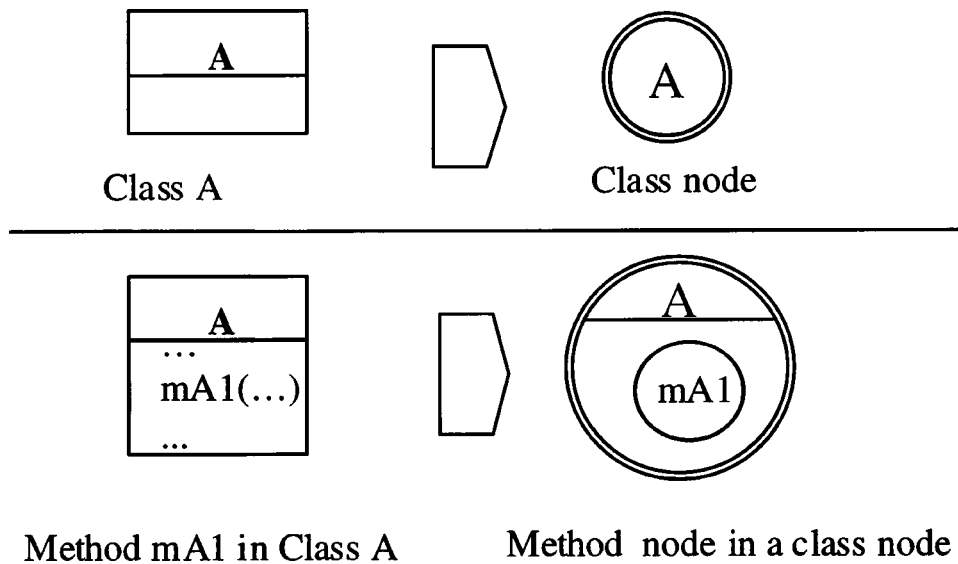 A
A
Class A
Class node
A
...
mA1(...)
...
A
mA1
Method mA1 in Class A
Method node in a class node